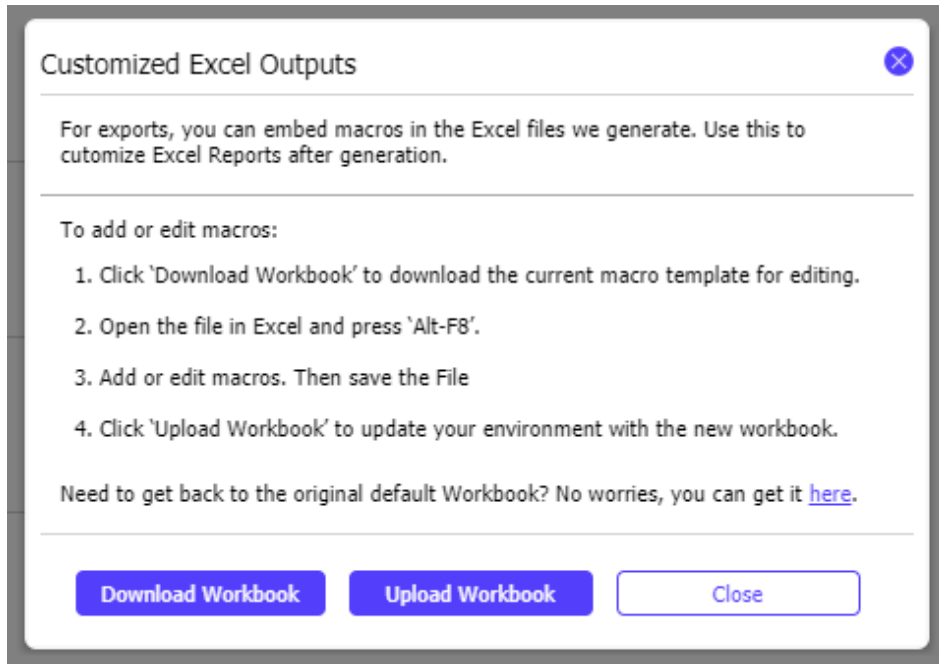 Customized Excel Outputs
For exports, you can embed macros in the Excel files we generate. Use this to
cutomize Excel Reports after generation.
To add or edit macros:
1. Click ‘Download Workbook’ to download the current macro template for editing.
2. Open the file in Excel and press ‘Alt-F8’.
3. Add or edit macros. Then save the File
4. Click ‘Upload Workbook’ to update your environment with the new workbook.
Need to get back to the original default Workbook? No worries, you can get it here.
Download Workbook Upload Workbook Close